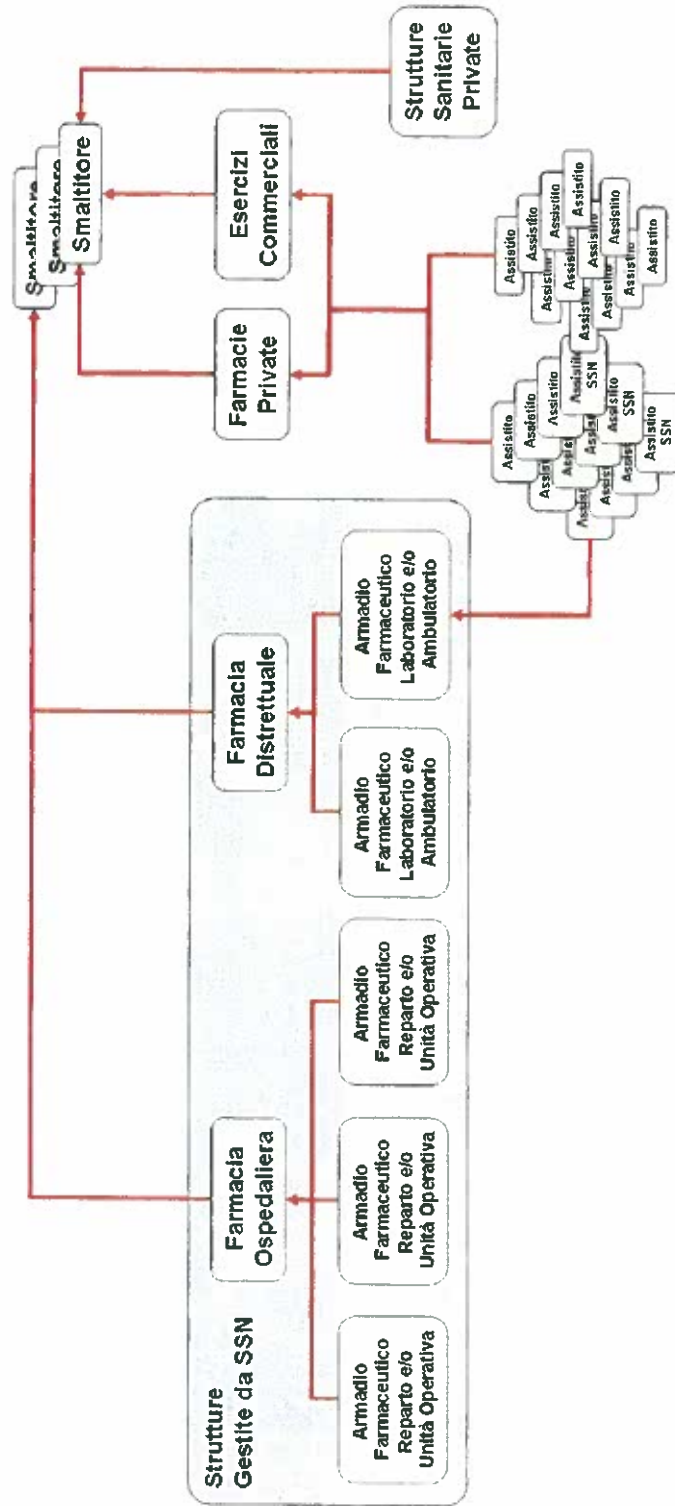 Smaltitore
Smaltitore
Smaltitore
Strutture
Gestite da SSN
Farmacia
Ospedaliera
Farmacia
Distrettuale
Farmacie
Private
Esercizi
Commerciali
Strutture
Sanitarie
Private
Armadio
Farmaceutico
Reparto e/o
Unità Operativa
Armadio
Farmaceutico
Reparto e/o
Unità Operativa
Armadio
Farmaceutico
Reparto e/o
Unità Operativa
Armadio
Farmaceutico
Laboratorio e/o
Ambulatorio
Armadio
Farmaceutico
Laboratorio e/o
Ambulatorio
Assistito
Assistito
Assistito
Assistito
SSN
Assistito
SSN
Assistito
SSN
Assistito
Assistito
Assistito
Assistito
Assistito
Assistito
Assistito
Assistito
Assistito
Assistito